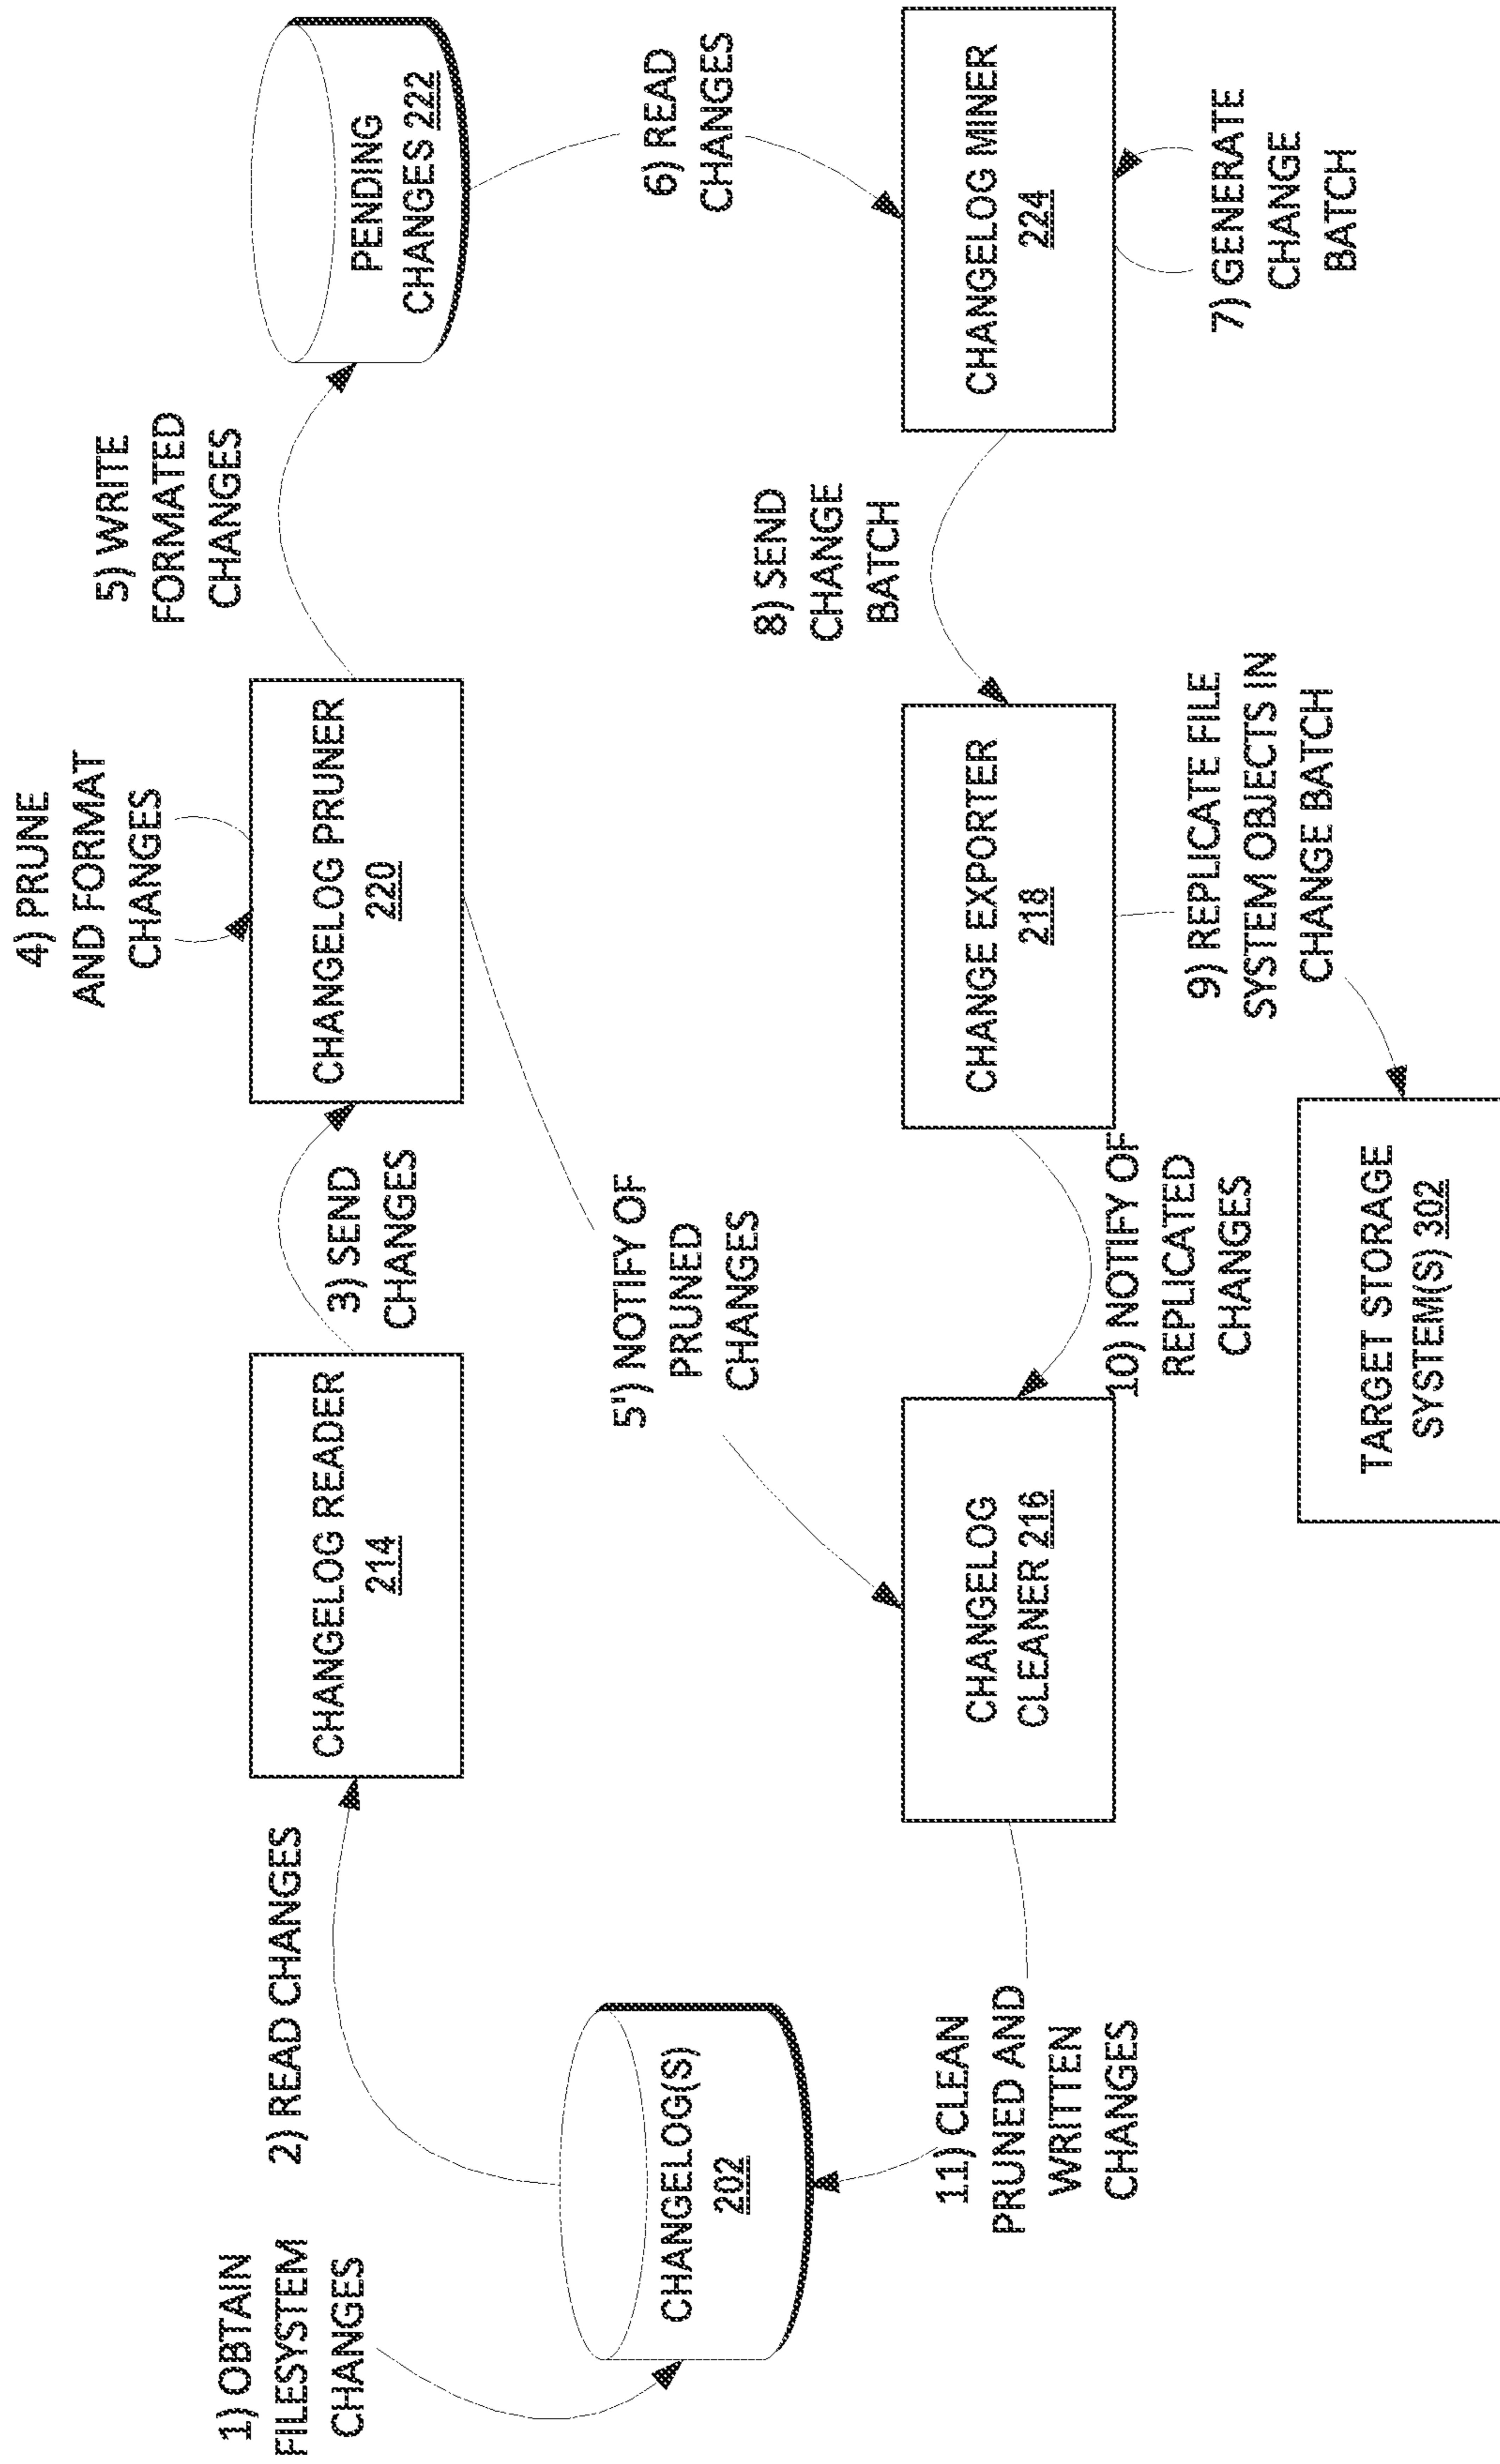 1) OBTAIN
FILESYSTEM
CHANGES
CHANGELOG(S)
202
2) READ CHANGES
CHANGELOG READER
214
3) SEND
CHANGES
4) PRUNE
AND FORMAT
CHANGES
CHANGELOG PRUNER
220
5) WRITE
FORMATED
CHANGES
PENDING
CHANGES 222
5') NOTIFY OF
PRUNED
CHANGES
6) READ
CHANGES
CHANGELOG MINER
224
7) GENERATE
CHANGE
BATCH
8) SEND
CHANGE
BATCH
CHANGE EXPORTER
218
9) REPLICATE FILE
SYSTEM OBJECTS IN
CHANGE BATCH
TARGET STORAGE
SYSTEM(S) 302
10) NOTIFY OF
REPLICATED
CHANGES
CHANGELOG
CLEANER 216
11) CLEAN
PRUNED AND
WRITTEN
CHANGES